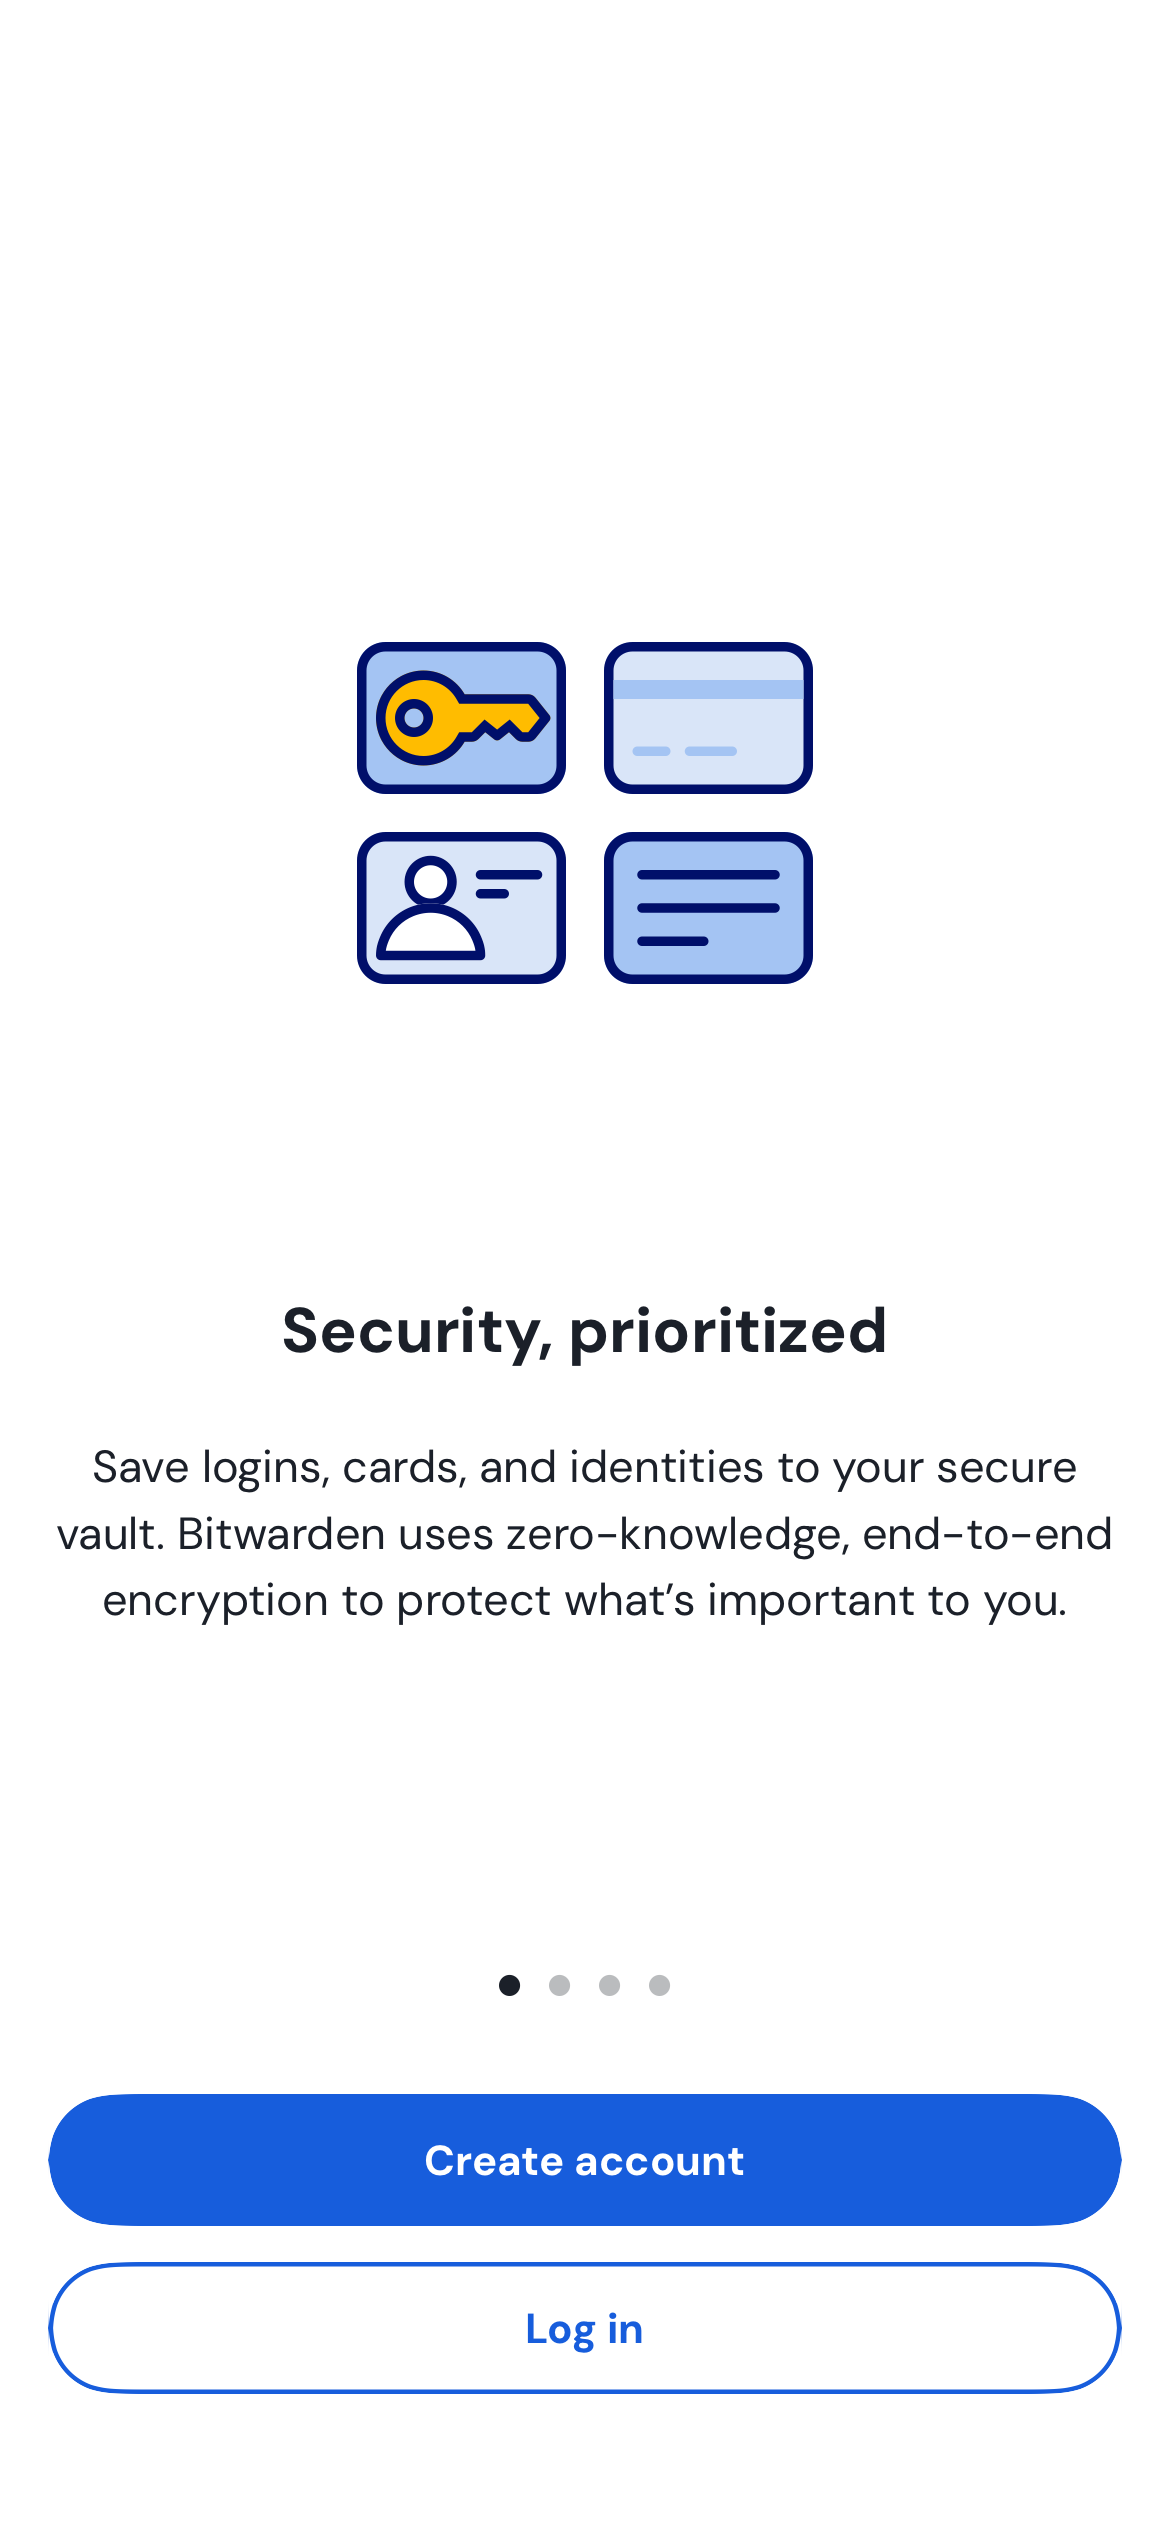 Security, prioritized
Save logins, cards, and identities to your secure
vault. Bitwarden uses zero-knowledge, end-to-end
encryption to protect what’s important to you.
Create account
Log in